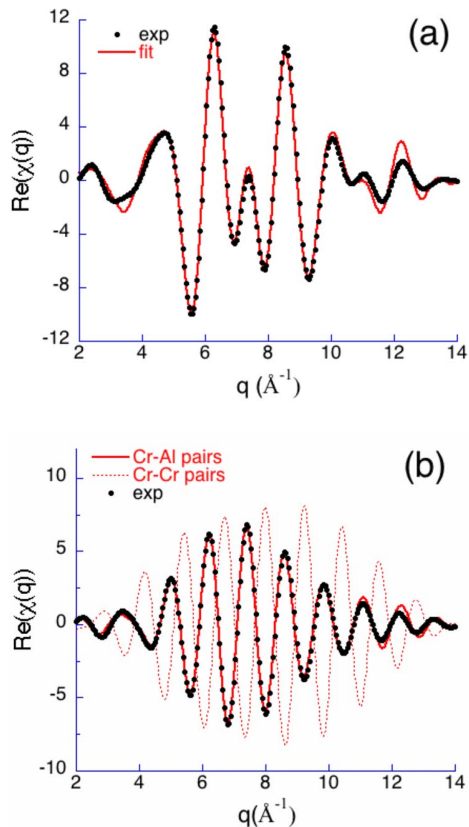 (a)
12
exp
fit
8
4
0
-4
-8
-12
Re(χ(q))
2 4 6 8 10 12 14
q (Å⁻¹)
(b)
Cr-Al pairs
Cr-Cr pairs
exp
10
5
0
-5
-10
Re(χ(q))
2 4 6 8 10 12 14
q(Å⁻¹)